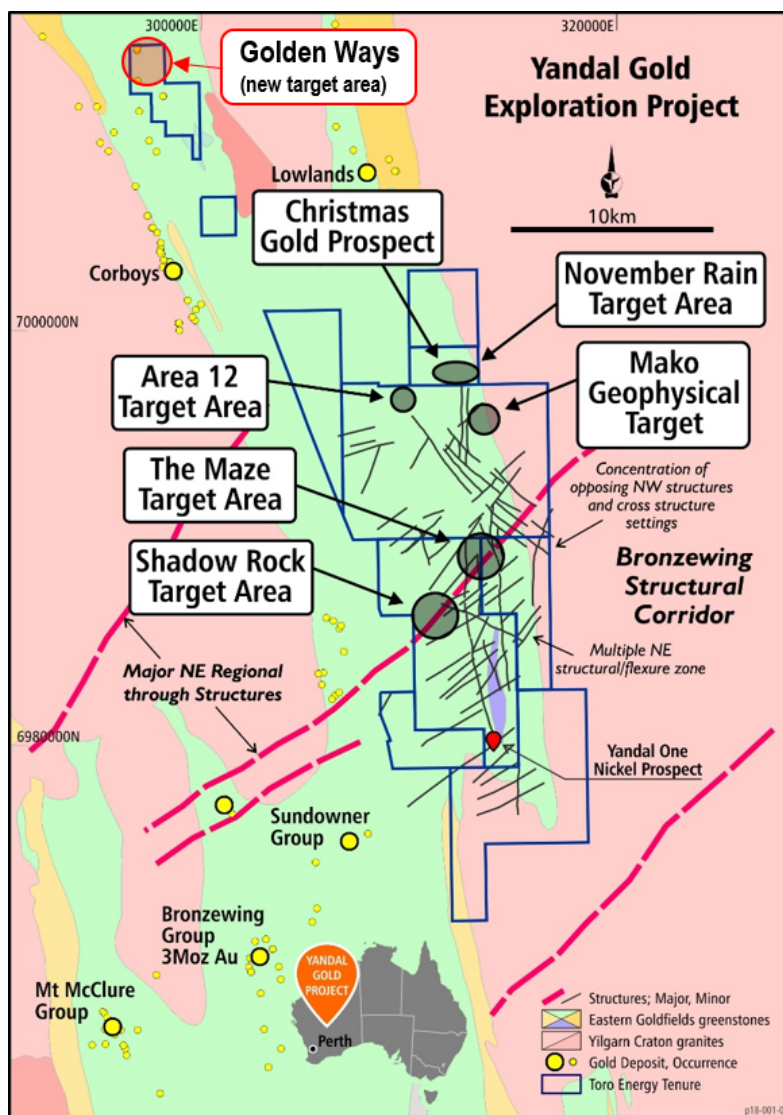 300000E
320000E
Golden Ways
(new target area)
Yandal Gold
Exploration Project
10km
Lowlands
Christmas
Gold Prospect
Corboys
November Rain
Target Area
7000000N
Area 12
Target Area
Mako
Geophysical
Target
The Maze
Target Area
Concentration of
opposing NW structures
and cross structure
settings
Shadow Rock
Target Area
Bronzewing
Structural
Corridor
Major NE Regional
through Structures
Multiple NE
structural/flexure zone
6980000N
Yandal One
Nickel Prospect
Sundowner
Group
Bronzewing
Group
3Moz Au
YANDAL
GOLD
PROJECT
Mt McClure
Group
Perth
Structures; Major, Minor
Eastern Goldfields greenstones
Yilgarn Craton granites
Gold Deposit, Occurrence
Toro Energy Tenure